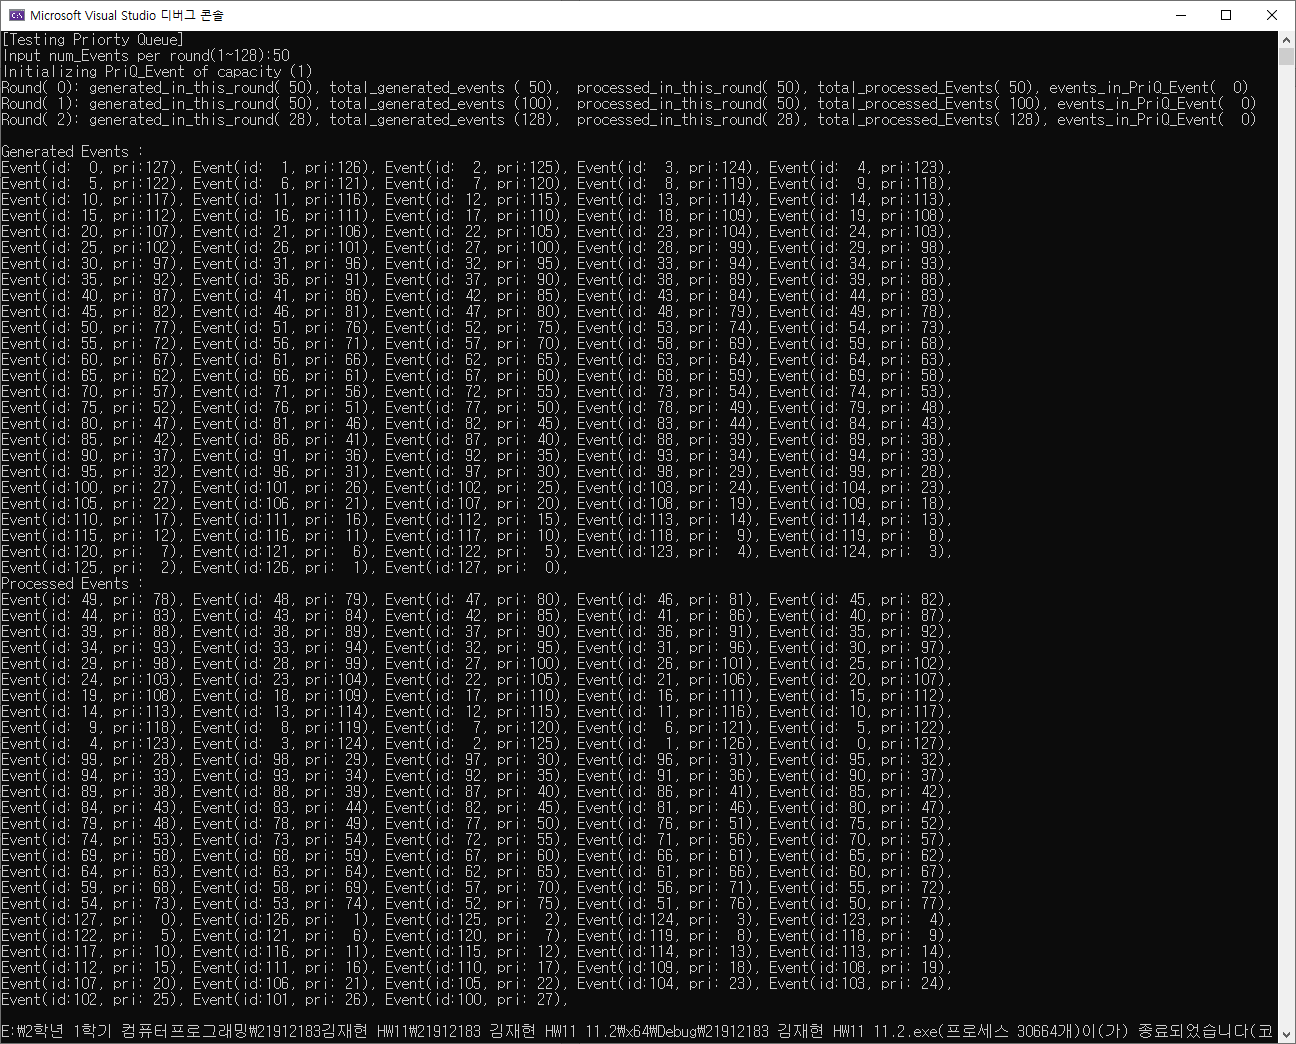 Microsoft Visual Studio 디버그 콘솔
[Testing Priorty Queue]
Input num_Events per round(1~128):50
Initializing PriQ_Event of capacity (1)
Round( 0): generated_in_this_round( 50), total_generated_events ( 50),  processed_in_this_round( 50), total_processed_Events( 50), events_in_PriQ_Event(  0)
Round( 1): generated_in_this_round( 50), total_generated_events (100),  processed_in_this_round( 50), total_processed_Events( 100), events_in_PriQ_Event(  0)
Round( 2): generated_in_this_round( 28), total_generated_events (128),  processed_in_this_round( 28), total_processed_Events( 128), events_in_PriQ_Event(  0)
Generated Events :
Event(id:  0, pri:127), Event(id:  1, pri:126), Event(id:  2, pri:125), Event(id:  3, pri:124), Event(id:  4, pri:123),
Event(id:  5, pri:122), Event(id:  6, pri:121), Event(id:  7, pri:120), Event(id:  8, pri:119), Event(id:  9, pri:118),
Event(id: 10, pri:117), Event(id: 11, pri:116), Event(id: 12, pri:115), Event(id: 13, pri:114), Event(id: 14, pri:113),
Event(id: 15, pri:112), Event(id: 16, pri:111), Event(id: 17, pri:110), Event(id: 18, pri:109), Event(id: 19, pri:108),
Event(id: 20, pri:107), Event(id: 21, pri:106), Event(id: 22, pri:105), Event(id: 23, pri:104), Event(id: 24, pri:103),
Event(id: 25, pri:102), Event(id: 26, pri:101), Event(id: 27, pri:100), Event(id: 28, pri: 99), Event(id: 29, pri: 98),
Event(id: 30, pri: 97), Event(id: 31, pri: 96), Event(id: 32, pri: 95), Event(id: 33, pri: 94), Event(id: 34, pri: 93),
Event(id: 35, pri: 92), Event(id: 36, pri: 91), Event(id: 37, pri: 90), Event(id: 38, pri: 89), Event(id: 39, pri: 88),
Event(id: 40, pri: 87), Event(id: 41, pri: 86), Event(id: 42, pri: 85), Event(id: 43, pri: 84), Event(id: 44, pri: 83),
Event(id: 45, pri: 82), Event(id: 46, pri: 81), Event(id: 47, pri: 80), Event(id: 48, pri: 79), Event(id: 49, pri: 78),
Event(id: 50, pri: 77), Event(id: 51, pri: 76), Event(id: 52, pri: 75), Event(id: 53, pri: 74), Event(id: 54, pri: 73),
Event(id: 55, pri: 72), Event(id: 56, pri: 71), Event(id: 57, pri: 70), Event(id: 58, pri: 69), Event(id: 59, pri: 68),
Event(id: 60, pri: 67), Event(id: 61, pri: 66), Event(id: 62, pri: 65), Event(id: 63, pri: 64), Event(id: 64, pri: 63),
Event(id: 65, pri: 62), Event(id: 66, pri: 61), Event(id: 67, pri: 60), Event(id: 68, pri: 59), Event(id: 69, pri: 58),
Event(id: 70, pri: 57), Event(id: 71, pri: 56), Event(id: 72, pri: 55), Event(id: 73, pri: 54), Event(id: 74, pri: 53),
Event(id: 75, pri: 52), Event(id: 76, pri: 51), Event(id: 77, pri: 50), Event(id: 78, pri: 49), Event(id: 79, pri: 48),
Event(id: 80, pri: 47), Event(id: 81, pri: 46), Event(id: 82, pri: 45), Event(id: 83, pri: 44), Event(id: 84, pri: 43),
Event(id: 85, pri: 42), Event(id: 86, pri: 41), Event(id: 87, pri: 40), Event(id: 88, pri: 39), Event(id: 89, pri: 38),
Event(id: 90, pri: 37), Event(id: 91, pri: 36), Event(id: 92, pri: 35), Event(id: 93, pri: 34), Event(id: 94, pri: 33),
Event(id: 95, pri: 32), Event(id: 96, pri: 31), Event(id: 97, pri: 30), Event(id: 98, pri: 29), Event(id: 99, pri: 28),
Event(id:100, pri: 27), Event(id:101, pri: 26), Event(id:102, pri: 25), Event(id:103, pri: 24), Event(id:104, pri: 23),
Event(id:105, pri: 22), Event(id:106, pri: 21), Event(id:107, pri: 20), Event(id:108, pri: 19), Event(id:109, pri: 18),
Event(id:110, pri: 17), Event(id:111, pri: 16), Event(id:112, pri: 15), Event(id:113, pri: 14), Event(id:114, pri: 13),
Event(id:115, pri: 12), Event(id:116, pri: 11), Event(id:117, pri: 10), Event(id:118, pri:  9), Event(id:119, pri:  8),
Event(id:120, pri:  7), Event(id:121, pri:  6), Event(id:122, pri:  5), Event(id:123, pri:  4), Event(id:124, pri:  3),
Event(id:125, pri:  2), Event(id:126, pri:  1), Event(id:127, pri:  0),
Processed Events :
Event(id: 49, pri: 78), Event(id: 48, pri: 79), Event(id: 47, pri: 80), Event(id: 46, pri: 81), Event(id: 45, pri: 82),
Event(id: 44, pri: 83), Event(id: 43, pri: 84), Event(id: 42, pri: 85), Event(id: 41, pri: 86), Event(id: 40, pri: 87),
Event(id: 39, pri: 88), Event(id: 38, pri: 89), Event(id: 37, pri: 90), Event(id: 36, pri: 91), Event(id: 35, pri: 92),
Event(id: 34, pri: 93), Event(id: 33, pri: 94), Event(id: 32, pri: 95), Event(id: 31, pri: 96), Event(id: 30, pri: 97),
Event(id: 29, pri: 98), Event(id: 28, pri: 99), Event(id: 27, pri:100), Event(id: 26, pri:101), Event(id: 25, pri:102),
Event(id: 24, pri:103), Event(id: 23, pri:104), Event(id: 22, pri:105), Event(id: 21, pri:106), Event(id: 20, pri:107),
Event(id: 19, pri:108), Event(id: 18, pri:109), Event(id: 17, pri:110), Event(id: 16, pri:111), Event(id: 15, pri:112),
Event(id: 14, pri:113), Event(id: 13, pri:114), Event(id: 12, pri:115), Event(id: 11, pri:116), Event(id: 10, pri:117),
Event(id:  9, pri:118), Event(id:  8, pri:119), Event(id:  7, pri:120), Event(id:  6, pri:121), Event(id:  5, pri:122),
Event(id:  4, pri:123), Event(id:  3, pri:124), Event(id:  2, pri:125), Event(id:  1, pri:126), Event(id:  0, pri:127),
Event(id: 99, pri: 28), Event(id: 98, pri: 29), Event(id: 97, pri: 30), Event(id: 96, pri: 31), Event(id: 95, pri: 32),
Event(id: 94, pri: 33), Event(id: 93, pri: 34), Event(id: 92, pri: 35), Event(id: 91, pri: 36), Event(id: 90, pri: 37),
Event(id: 89, pri: 38), Event(id: 88, pri: 39), Event(id: 87, pri: 40), Event(id: 86, pri: 41), Event(id: 85, pri: 42),
Event(id: 84, pri: 43), Event(id: 83, pri: 44), Event(id: 82, pri: 45), Event(id: 81, pri: 46), Event(id: 80, pri: 47),
Event(id: 79, pri: 48), Event(id: 78, pri: 49), Event(id: 77, pri: 50), Event(id: 76, pri: 51), Event(id: 75, pri: 52),
Event(id: 74, pri: 53), Event(id: 73, pri: 54), Event(id: 72, pri: 55), Event(id: 71, pri: 56), Event(id: 70, pri: 57),
Event(id: 69, pri: 58), Event(id: 68, pri: 59), Event(id: 67, pri: 60), Event(id: 66, pri: 61), Event(id: 65, pri: 62),
Event(id: 64, pri: 63), Event(id: 63, pri: 64), Event(id: 62, pri: 65), Event(id: 61, pri: 66), Event(id: 60, pri: 67),
Event(id: 59, pri: 68), Event(id: 58, pri: 69), Event(id: 57, pri: 70), Event(id: 56, pri: 71), Event(id: 55, pri: 72),
Event(id: 54, pri: 73), Event(id: 53, pri: 74), Event(id: 52, pri: 75), Event(id: 51, pri: 76), Event(id: 50, pri: 77),
Event(id:127, pri:  0), Event(id:126, pri:  1), Event(id:125, pri:  2), Event(id:124, pri:  3), Event(id:123, pri:  4),
Event(id:122, pri:  5), Event(id:121, pri:  6), Event(id:120, pri:  7), Event(id:119, pri:  8), Event(id:118, pri:  9),
Event(id:117, pri: 10), Event(id:116, pri: 11), Event(id:115, pri: 12), Event(id:114, pri: 13), Event(id:113, pri: 14),
Event(id:112, pri: 15), Event(id:111, pri: 16), Event(id:110, pri: 17), Event(id:109, pri: 18), Event(id:108, pri: 19),
Event(id:107, pri: 20), Event(id:106, pri: 21), Event(id:105, pri: 22), Event(id:104, pri: 23), Event(id:103, pri: 24),
Event(id:102, pri: 25), Event(id:101, pri: 26), Event(id:100, pri: 27),
E:₩2학년 1학기 컴퓨터프로그래밍₩21912183김재현 HW11₩21912183 김재현 HW11 11.2₩x64₩Debug₩21912183 김재현 HW11 11.2.exe(프로세스 30664개)이(가) 종료되었습니다(코